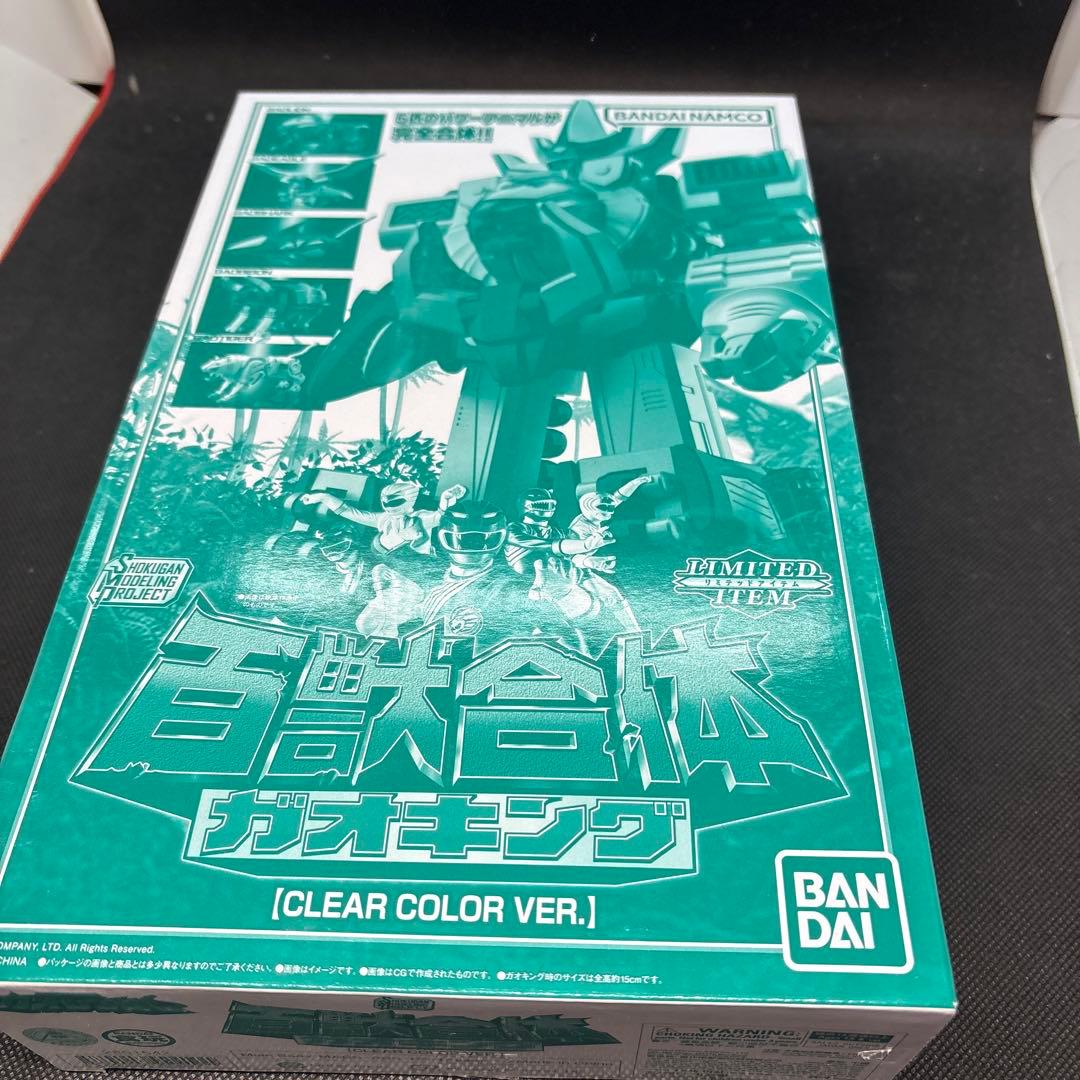 5匹のパワーアニマルが
完全合体!!
BANDAI NAMCO
GAOTIGER
SHOKUGAN
MODELING
PROJECT
LIMITED
リミテッドアイテム
ITEM
百獣合体
ガオキング
[CLEAR COLOR VER.]
BAN
DAI
OMPANY, LTD. All Rights Reserved.
CHINA ●パッケージの画像と商品とは多少異なりますのでご了承ください。●画像はイメージです。●画像はCGで作成されたものです。●ガオキング時のサイズは全高約15cmです。
WARNING:
CHOKING HAZARD